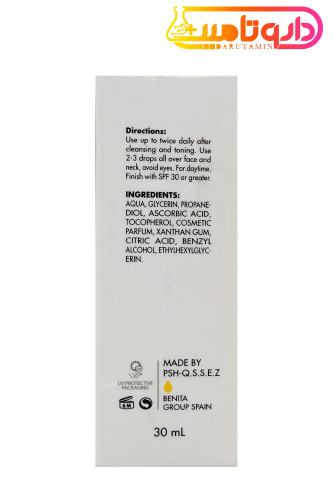 داروتامین
DARUTAMIN
Directions:
Use up to twice daily after
cleansing and toning. Use
2-3 drops all over face and
neck, avoid eyes. For daytime,
Finish with SPF 30 or greater.
INGREDIENTS:
AQUA, GLYCERIN, PROPANE-
DIOL, ASCORBIC ACID,
TOCOPHEROL, COSMETIC
PARFUM, XANTHAN GUM,
CITRIC ACID, BENZYL
ALCOHOL, ETHYLHEXYLGLYC-
ERIN.
UV PROTECTIVE
PACKAGING
6M
MADE BY
PSH-Q.S.S.E.Z
BENITA
GROUP SPAIN
30 mL